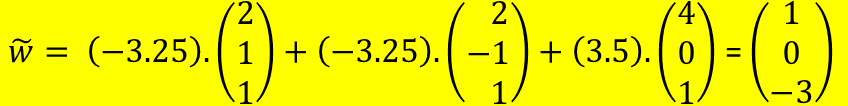 w̃ = (−3.25).(2 1 1) + (−3.25).(2 −1 1) + (3.5).(4 0 1) = (1 0 −3)